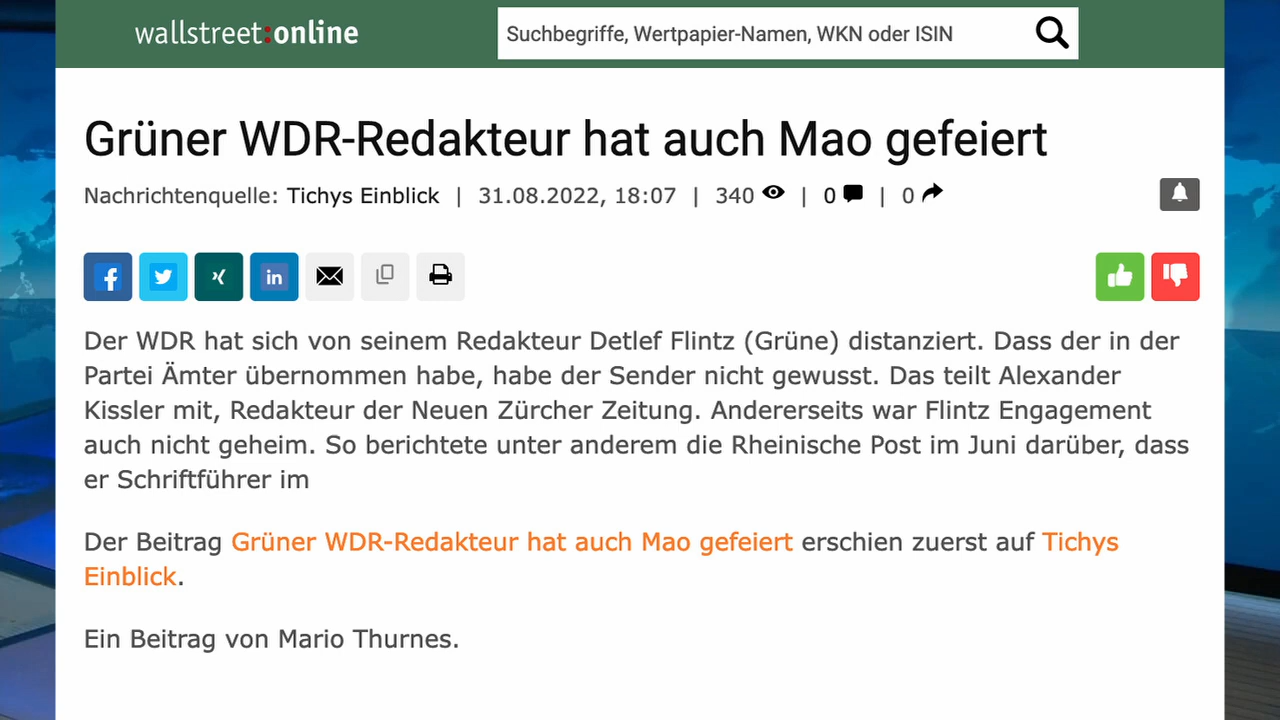 wallstreet:online
Suchbegriffe, Wertpapier-Namen, WKN oder ISIN
Grüner WDR-Redakteur hat auch Mao gefeiert
Nachrichtenquelle: Tichys Einblick | 31.08.2022, 18:07 | 340 | 0 | 0
Der WDR hat sich von seinem Redakteur Detlef Flintz (Grüne) distanziert. Dass der in der
Partei Ämter übernommen habe, habe der Sender nicht gewusst. Das teilt Alexander
Kissler mit, Redakteur der Neuen Zürcher Zeitung. Andererseits war Flintz Engagement
auch nicht geheim. So berichtete unter anderem die Rheinische Post im Juni darüber, dass
er Schriftführer im
Der Beitrag Grüner WDR-Redakteur hat auch Mao gefeiert erschien zuerst auf Tichys
Einblick.
Ein Beitrag von Mario Thurnes.